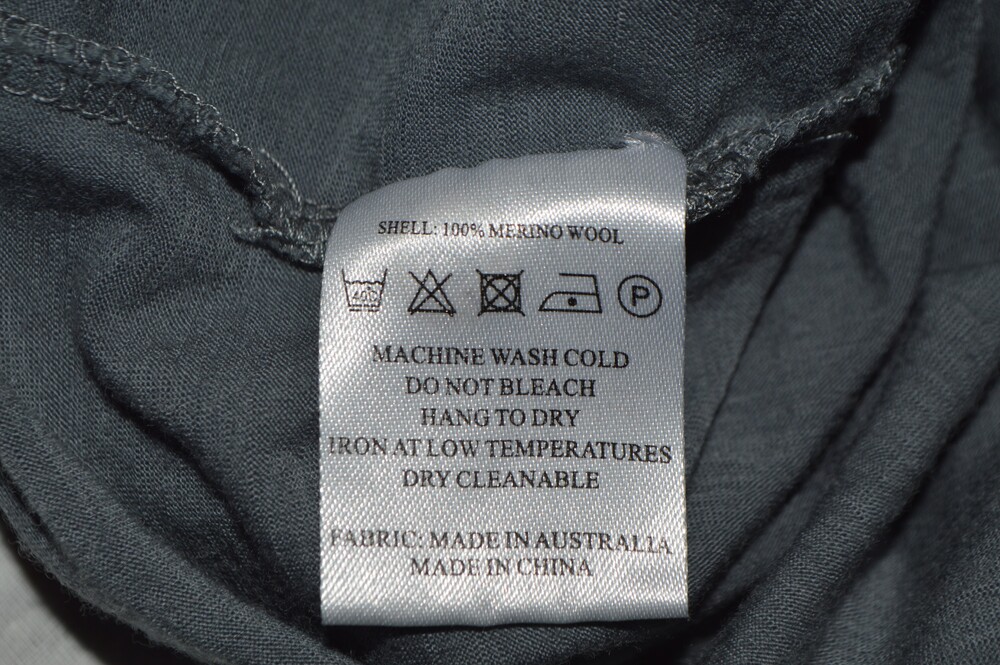 SHELL: 100% MERINO WOOL
40°C P
MACHINE WASH COLD
DO NOT BLEACH
HANG TO DRY
IRON AT LOW TEMPERATURES
DRY CLEANABLE
FABRIC: MADE IN AUSTRALIA
MADE IN CHINA